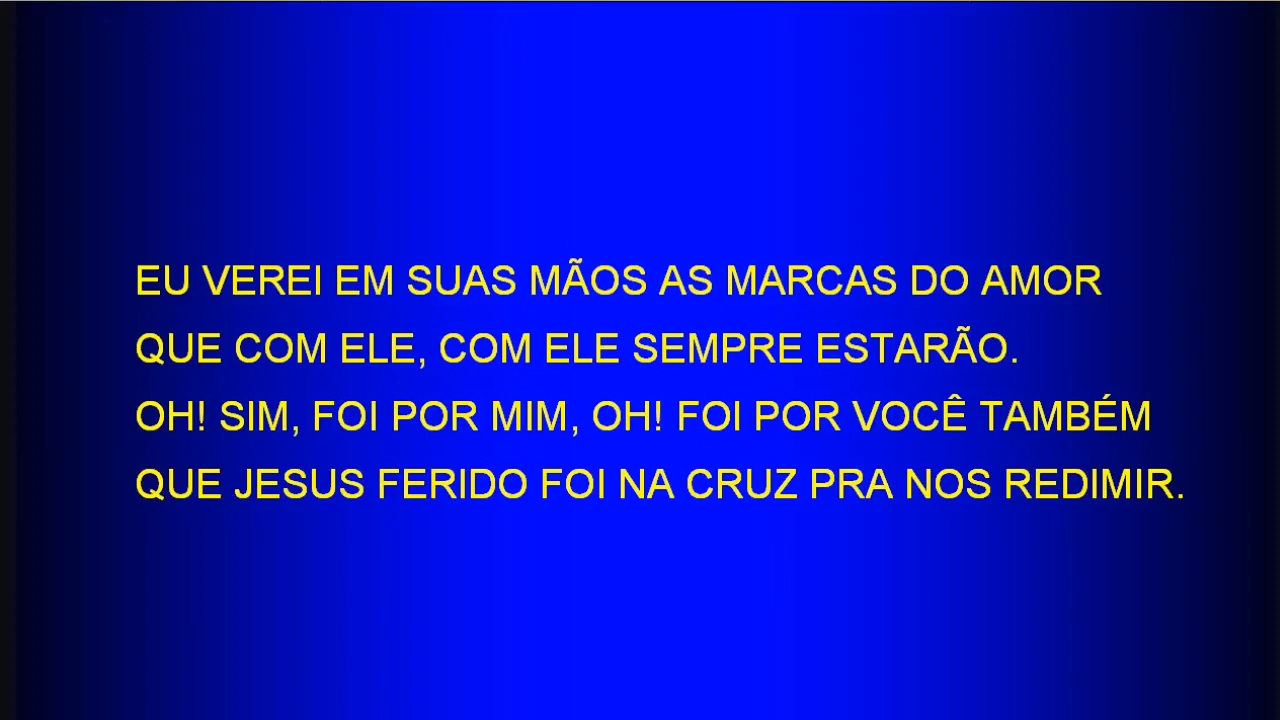 EU VEREI EM SUAS MÃOS AS MARCAS DO AMOR
QUE COM ELE, COM ELE SEMPRE ESTARÃO.
OH! SIM, FOI POR MIM, OH! FOI POR VOCÊ TAMBÉM
QUE JESUS FERIDO FOI NA CRUZ PRA NOS REDIMIR.